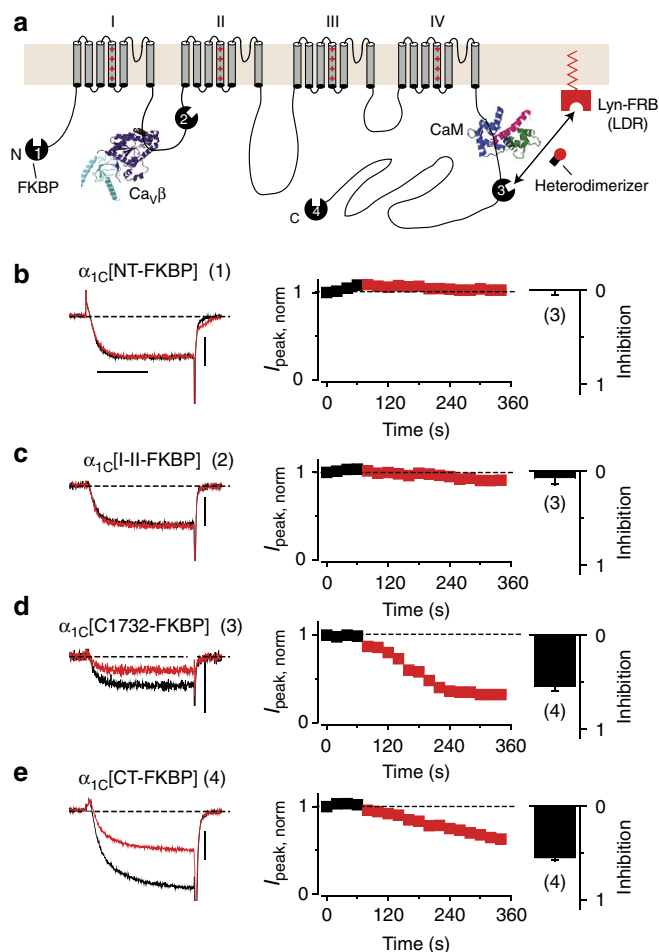 a
I II III IV
Lyn-FRB
(LDR)
CaM
2
N 1
3
FKBP
Heterodimerizer
CaVβ
C 4
b
α1C[NT-FKBP] (1)
Ipeak, norm
1
0
0 120 240 360
Time (s)
0
(3)
1
Inhibition
c
α1C[I-II-FKBP] (2)
Ipeak, norm
1
0
0 120 240 360
Time (s)
0
(3)
1
Inhibition
d
α1C[C1732-FKBP] (3)
Ipeak, norm
1
0
0 120 240 360
Time (s)
0
(4)
1
Inhibition
e
α1C[CT-FKBP] (4)
Ipeak, norm
1
0
0 120 240 360
Time (s)
0
(4)
1
Inhibition